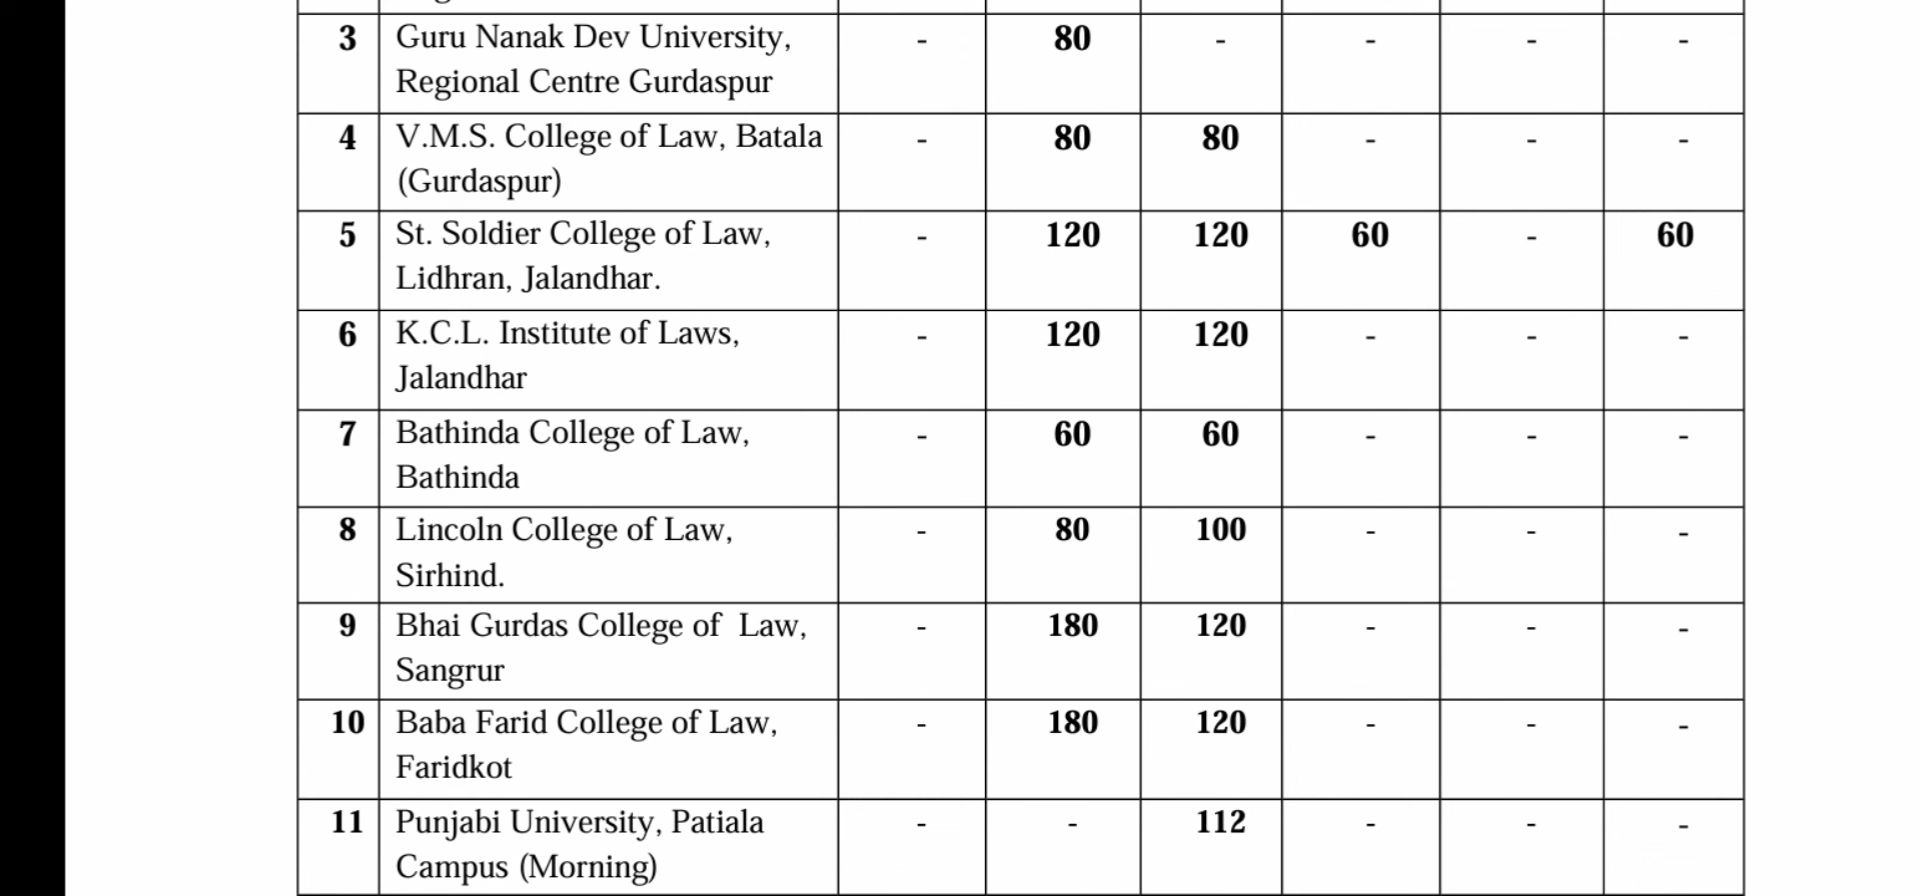 3 Guru Nanak Dev University, - 80 - - - -
Regional Centre Gurdaspur
4 V.M.S. College of Law, Batala - 80 80 - - -
(Gurdaspur)
5 St. Soldier College of Law, - 120 120 60 - 60
Lidhran, Jalandhar.
6 K.C.L. Institute of Laws, - 120 120 - - -
Jalandhar
7 Bathinda College of Law, - 60 60 - - -
Bathinda
8 Lincoln College of Law, - 80 100 - - -
Sirhind.
9 Bhai Gurdas College of  Law, - 180 120 - - -
Sangrur
10 Baba Farid College of Law, - 180 120 - - -
Faridkot
11 Punjabi University, Patiala - - 112 - - -
Campus (Morning)